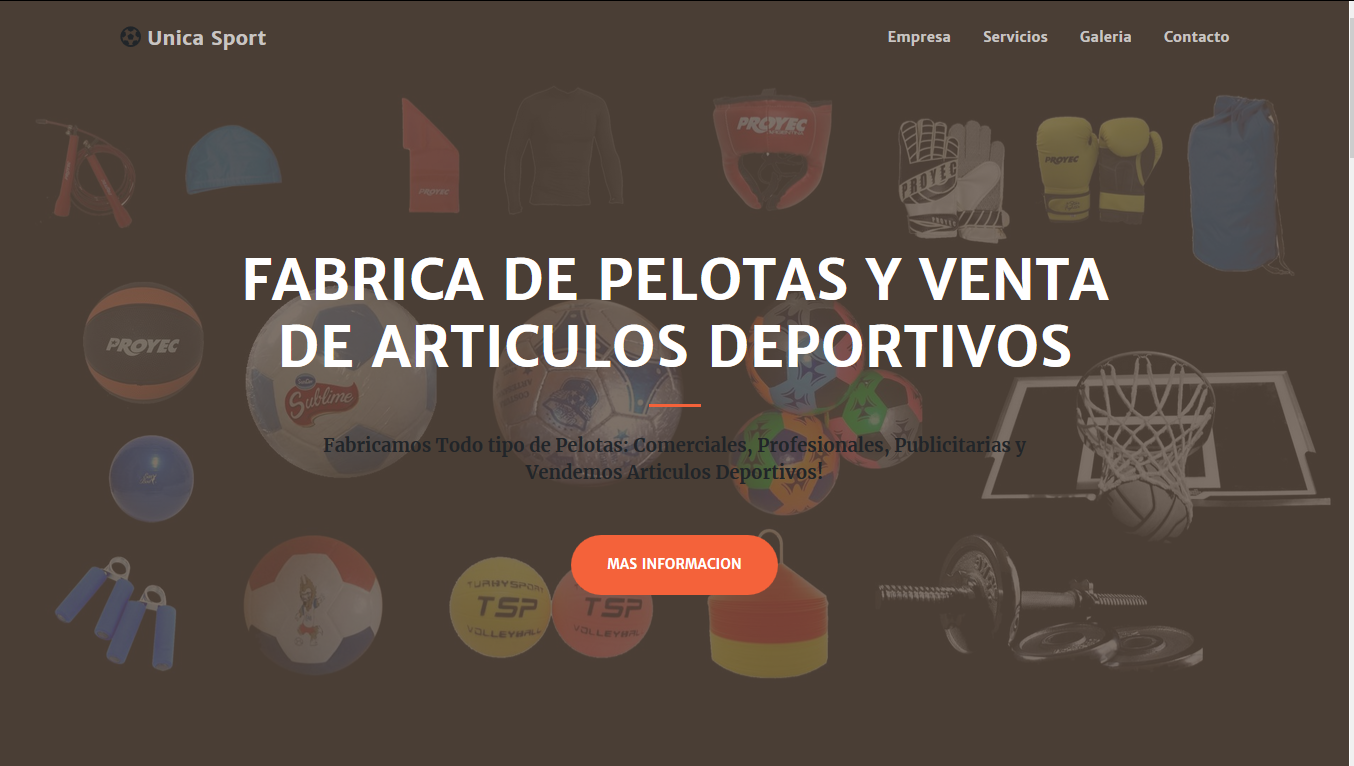 Unica Sport
Empresa Servicios Galeria Contacto
PROYEC
PROYEC
PROYEC
PROYEC
FABRICA DE PELOTAS Y VENTA
DE ARTICULOS DEPORTIVOS
PROYEC
Sublime
Fabricamos Todo tipo de Pelotas: Comerciales, Profesionales, Publicitarias y
Vendemos Articulos Deportivos!
MAS INFORMACION
TURHYSPORT
TSP
VOLLEYBALL
TSP
VOLLEYBALL